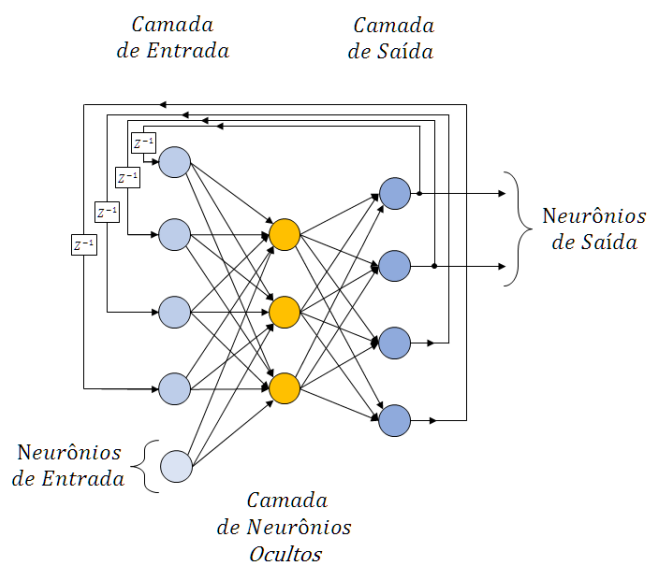 Camada
de Entrada
Camada
de Saída
z⁻¹
z⁻¹
z⁻¹
z⁻¹
Neurônios
de Saída
Neurônios
de Entrada
Camada
de Neurônios
Ocultos